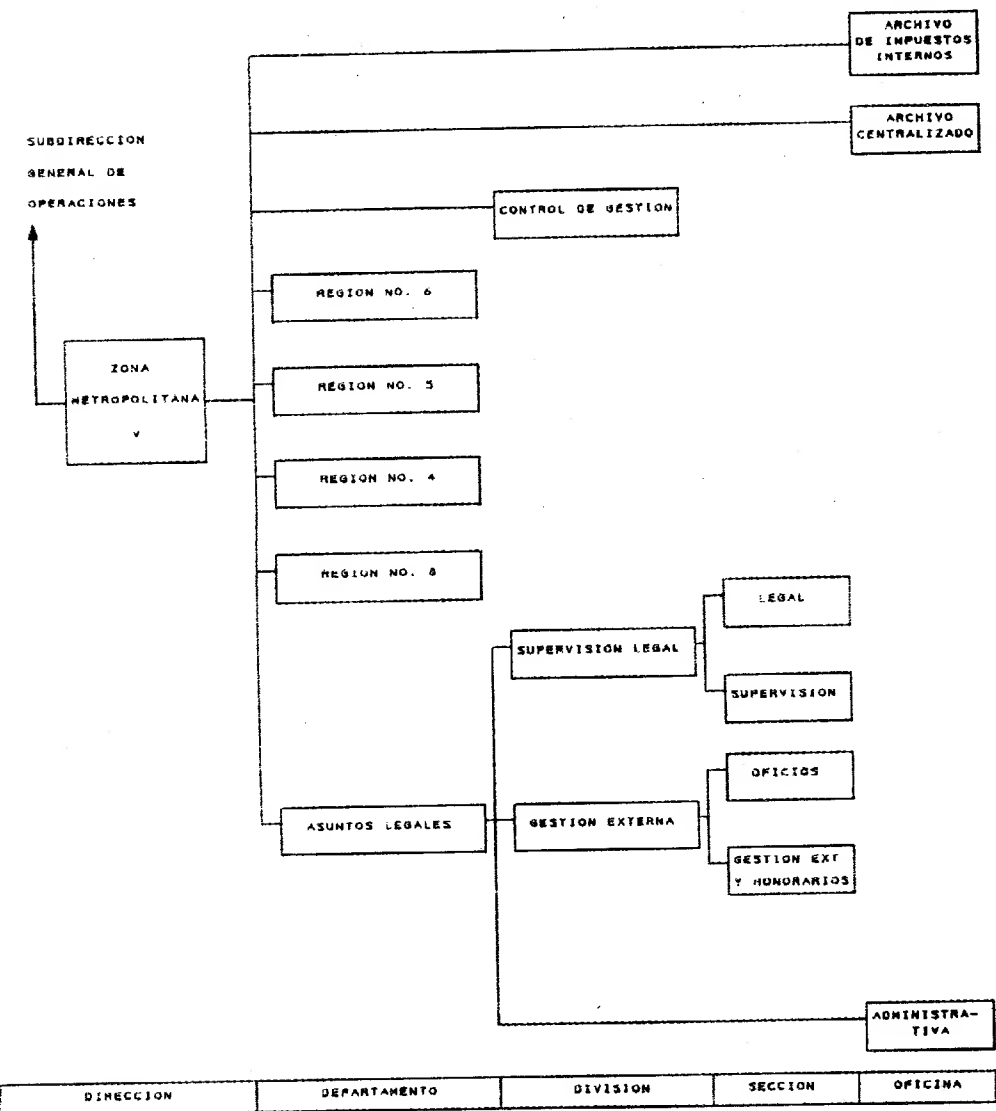 ARCHIVO
DE IMPUESTOS
INTERNOS
ARCHIVO
CENTRALIZADO
SUBDIRECCION
GENERAL DE
OPERACIONES
CONTROL DE GESTION
REGION NO. 6
ZONA
METROPOLITANA
V
REGION NO. 5
REGION NO. 4
REGION NO. 8
LEGAL
SUPERVISION LEGAL
SUPERVISION
OFICIOS
ASUNTOS LEGALES
GESTION EXTERNA
GESTION EXT
Y HONORARIOS
ADMINISTRA-
TIVA
DIRECCION
DEPARTAMENTO
DIVISION
SECCION
OFICINA